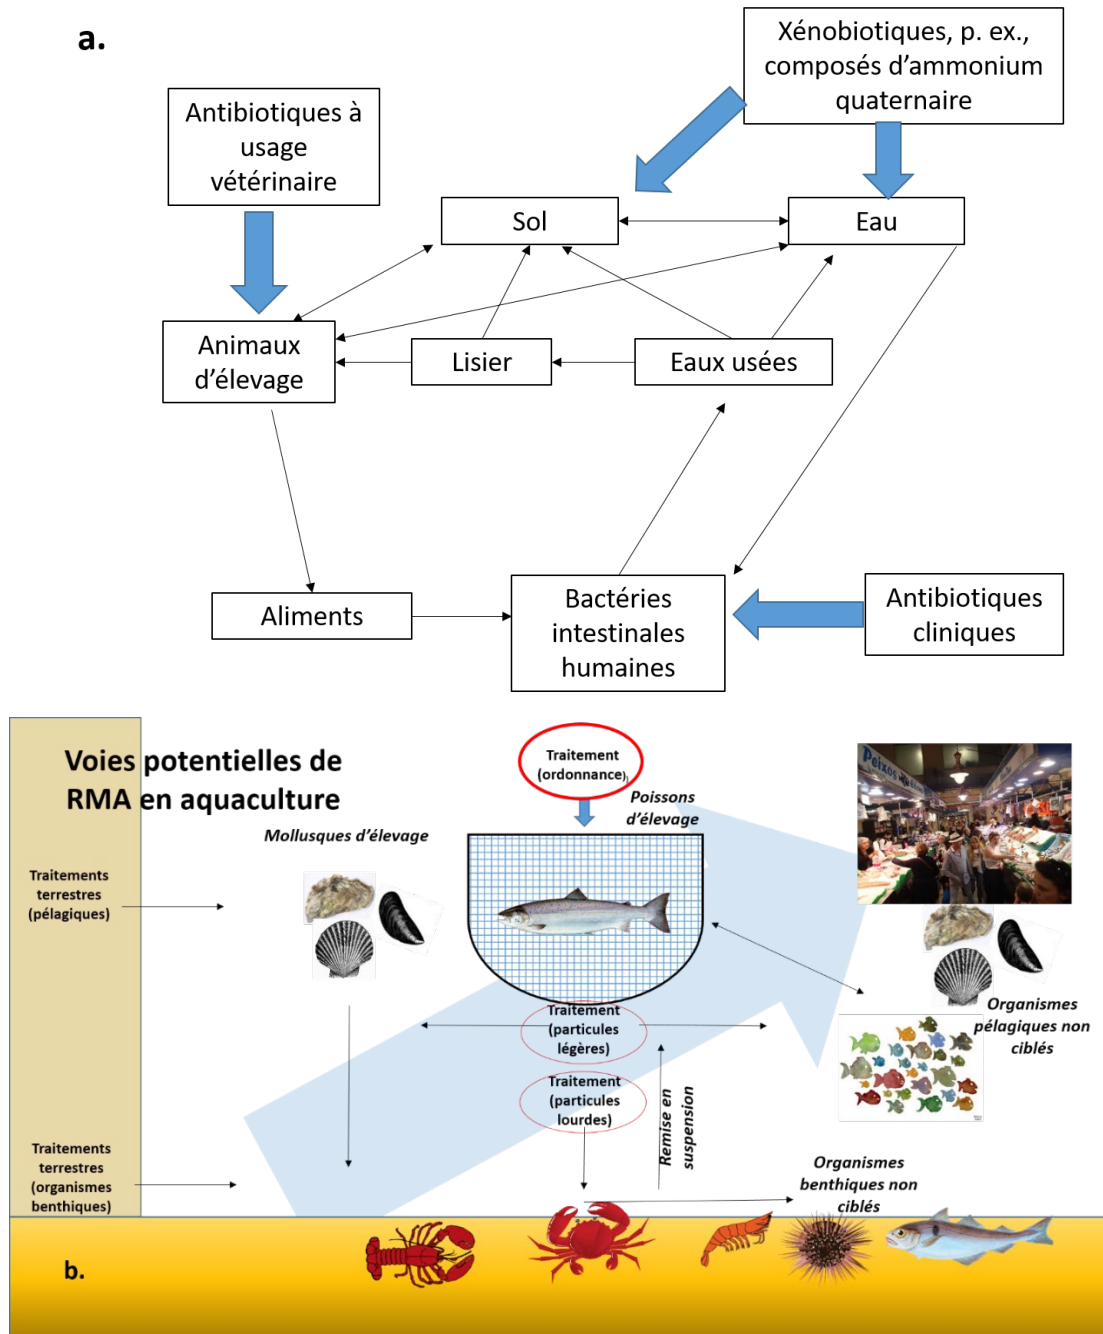 a.
Xénobiotiques, p. ex.,
composés d’ammonium
quaternaire
Antibiotiques à
usage
vétérinaire
Sol
Eau
Animaux
d’élevage
Lisier
Eaux usées
Aliments
Bactéries
intestinales
humaines
Antibiotiques
cliniques
Voies potentielles de
RMA en aquaculture
Traitement
(ordonnance)
Poissons
d’élevage
Mollusques d’élevage
Peixos
Traitements
terrestres
(pélagiques)
Traitement
(particules
légères)
Organismes
pélagiques non
ciblés
Traitement
(particules
lourdes)
Remise en
suspension
Traitements
terrestres
(organismes
benthiques)
Organismes
benthiques non
ciblés
b.